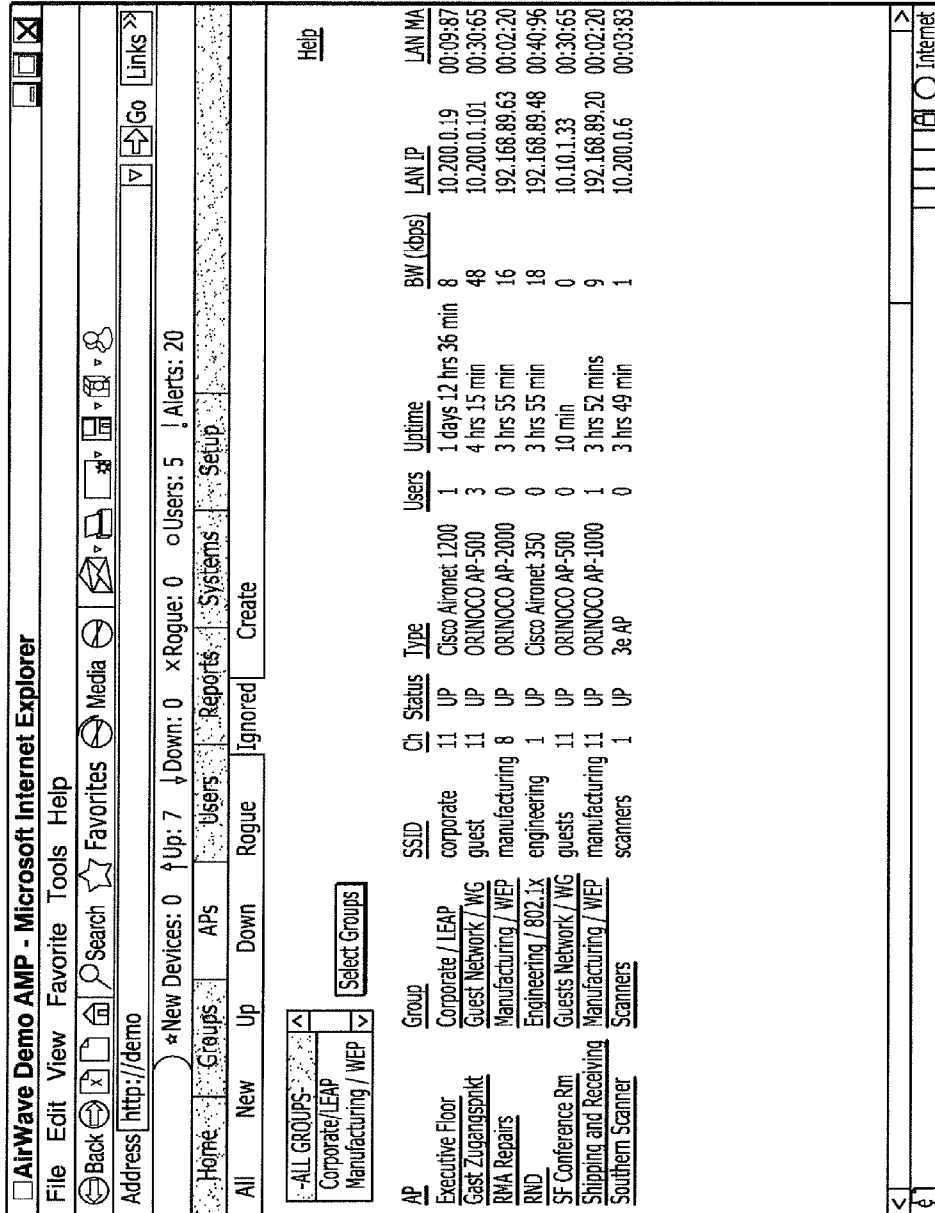 AirWave Demo AMP - Microsoft Internet Explorer
File Edit View Favorite Tools Help
Back Search Favorites Media
Address http://demo Go Links >>
New Devices: 0 Up: 7 Down: 0 x Rogue: 0 Users: 5 ! Alerts: 20
Home Groups APs Users Reports Systems Setup
All New Up Down Rogue Ignored Create
-ALL GROUPS-
Corporate/LEAP
Manufacturing / WEP
Select Groups
Help
AP Group SSID Ch Status Type Users Uptime BW (kbps) LAN IP LAN MA
Executive Floor Corporate / LEAP corporate 11 UP Cisco Aironet 1200 1 1 days 12 hrs 36 min 8 10.200.0.19 00:09:87
Gast Zugangspnkt Guest Network / WG guest 11 UP ORINOCO AP-500 3 4 hrs 15 min 48 10.200.0.101 00:30:65
RMA Repairs Manufacturing / WEP manufacturing 8 UP ORINOCO AP-2000 0 3 hrs 55 min 16 192.168.89.63 00:02:20
RND Engineering / 802.1x engineering 1 UP Cisco Aironet 350 0 3 hrs 55 min 18 192.168.89.48 00:40:96
SF Conference Rm Guests Network / WG guests 11 UP ORINOCO AP-500 0 10 min 0 10.10.1.33 00:30:65
Shipping and Receiving Manufacturing / WEP manufacturing 11 UP ORINOCO AP-1000 1 3 hrs 52 mins 9 192.168.89.20 00:02:20
Southern Scanner Scanners scanners 1 UP 3e AP 0 3 hrs 49 min 1 10.200.0.6 00:03:83
e Internet